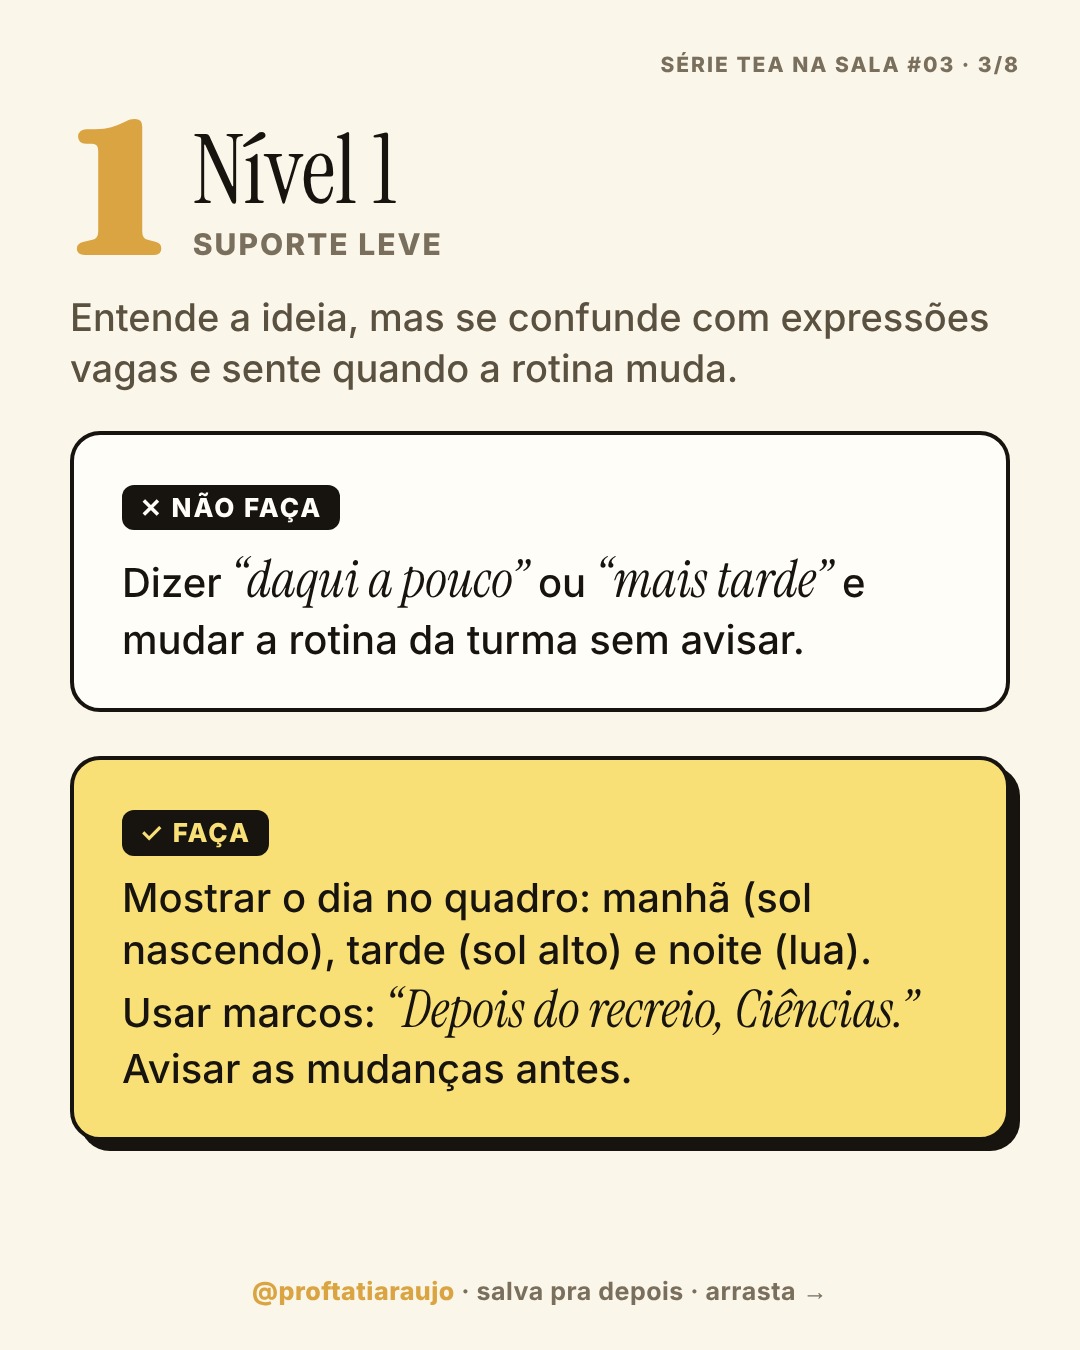 SÉRIE TEA NA SALA #03 · 3/8
1
Nível 1
SUPORTE LEVE
Entende a ideia, mas se confunde com expressões
vagas e sente quando a rotina muda.
✕ NÃO FAÇA
Dizer “daqui a pouco” ou “mais tarde” e
mudar a rotina da turma sem avisar.
✓ FAÇA
Mostrar o dia no quadro: manhã (sol
nascendo), tarde (sol alto) e noite (lua).
Usar marcos: “Depois do recreio, Ciências.”
Avisar as mudanças antes.
@proftatiaraujo · salva pra depois · arrasta →